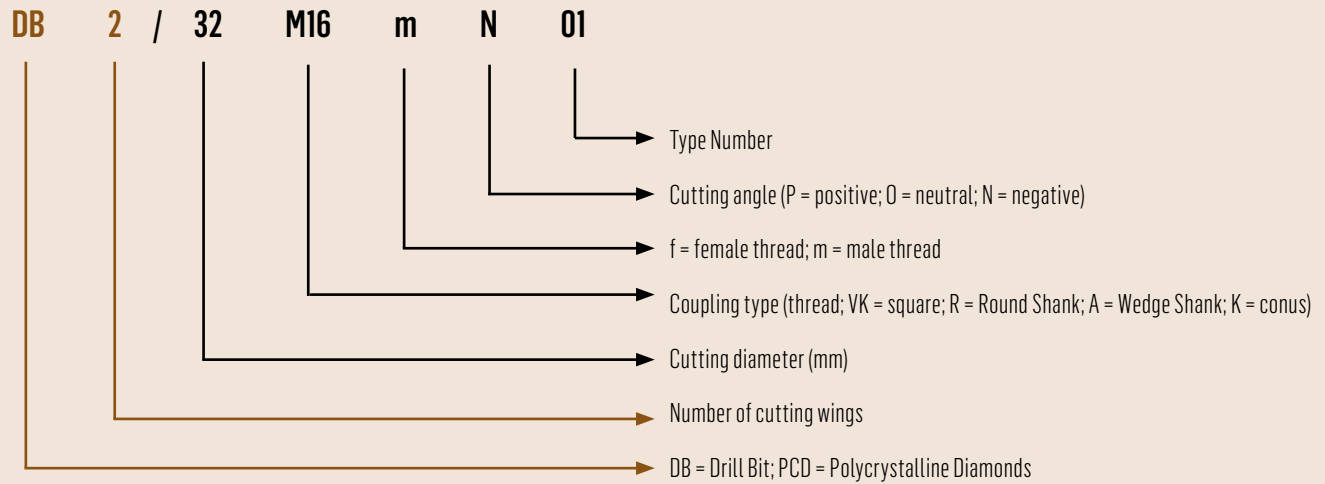 DB 2 / 32 M16 m N 01
Type Number
Cutting angle (P = positive; O = neutral; N = negative)
f = female thread; m = male thread
Coupling type (thread; VK = square; R = Round Shank; A = Wedge Shank; K = conus)
Cutting diameter (mm)
Number of cutting wings
DB = Drill Bit; PCD = Polycrystalline Diamonds